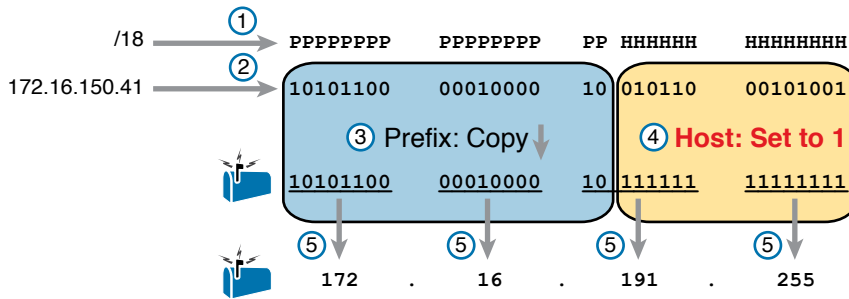 1
/18 PPPPPPPP PPPPPPPP PP HHHHHH HHHHHHHH
2
172.16.150.41 10101100 00010000 10 010110 00101001
3 Prefix: Copy 4 Host: Set to 1
10101100 00010000 10 111111 11111111
5 5 5 5
172 . 16 . 191 . 255